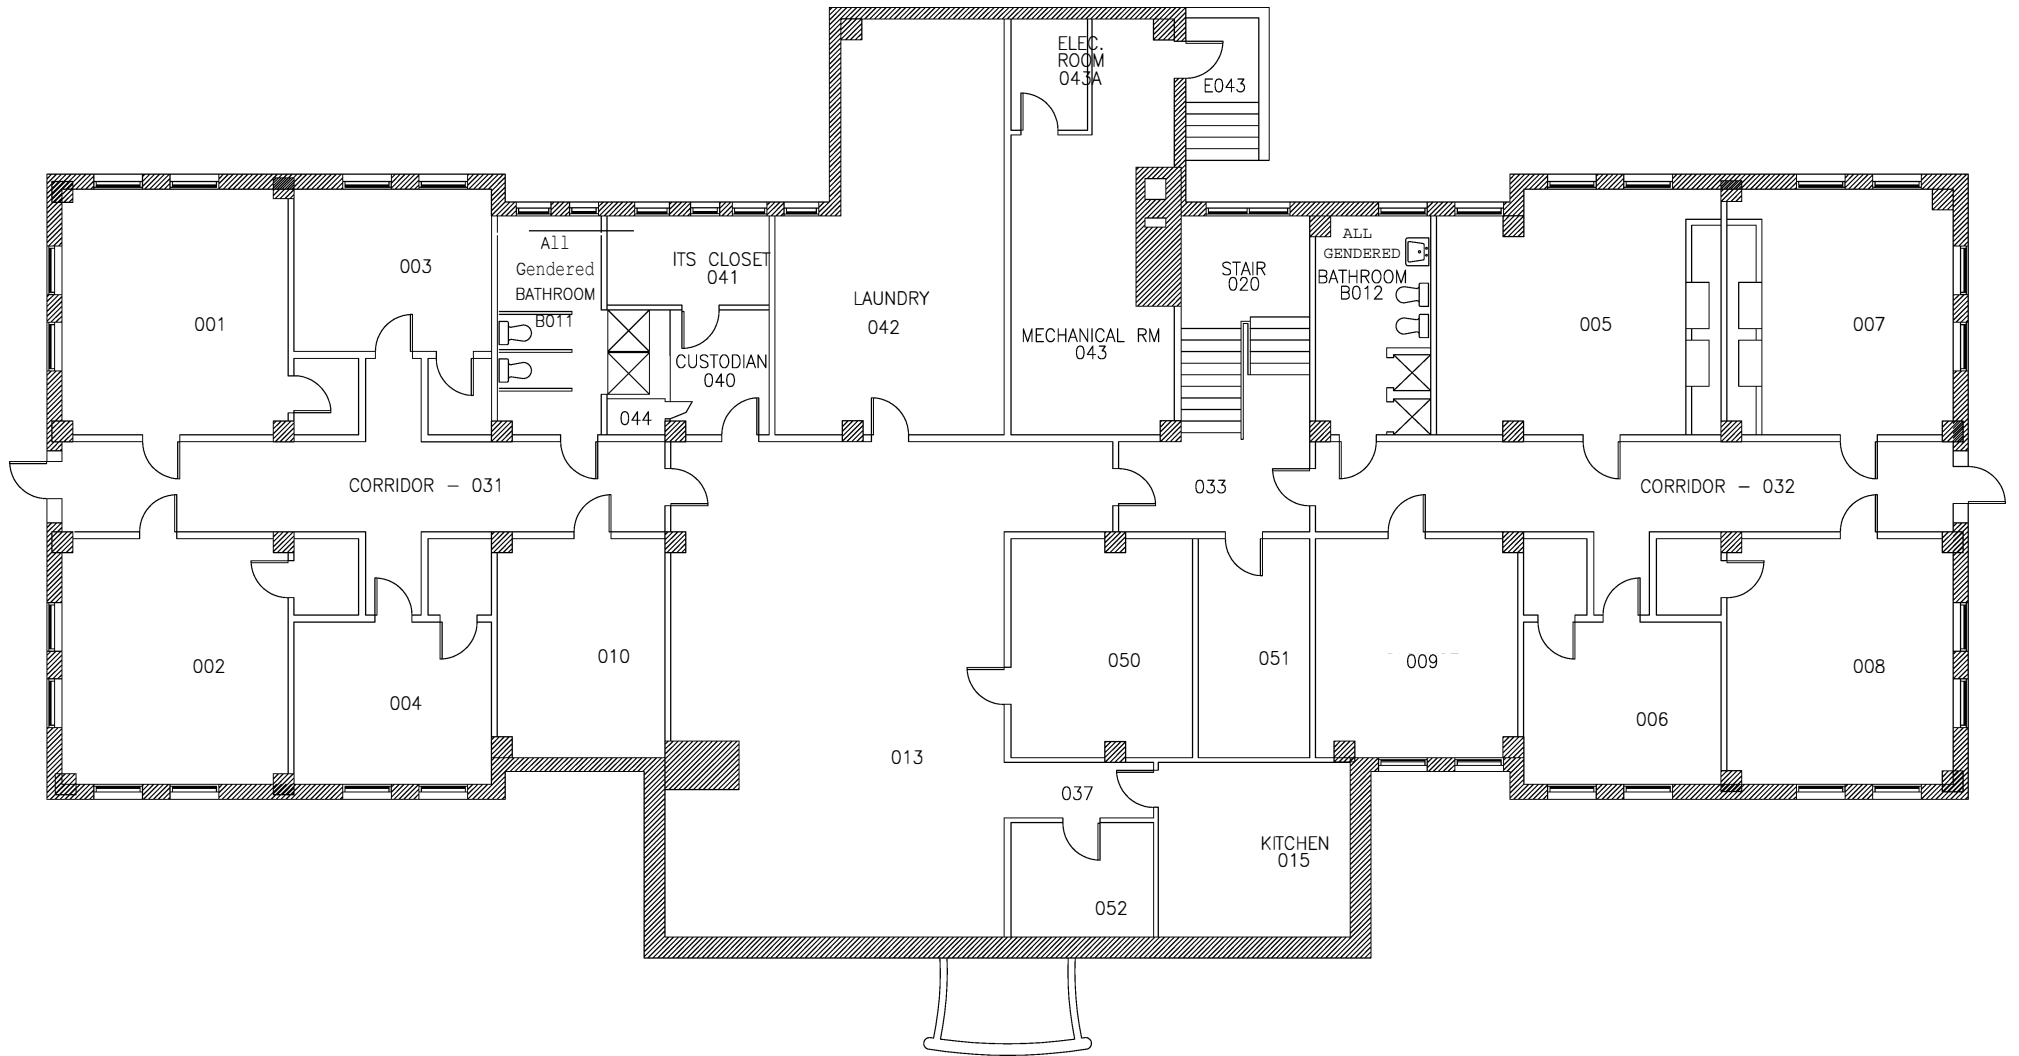 ELEC.
ROOM
043A
E043
All
Gendered
BATHROOM
B011
003
001
ITS CLOSET
041
CUSTODIAN
040
044
LAUNDRY
042
MECHANICAL RM
043
STAIR
020
ALL
GENDERED
BATHROOM
B012
005
007
CORRIDOR - 031
033
CORRIDOR - 032
002
004
010
013
050
051
009
006
008
037
KITCHEN
015
052